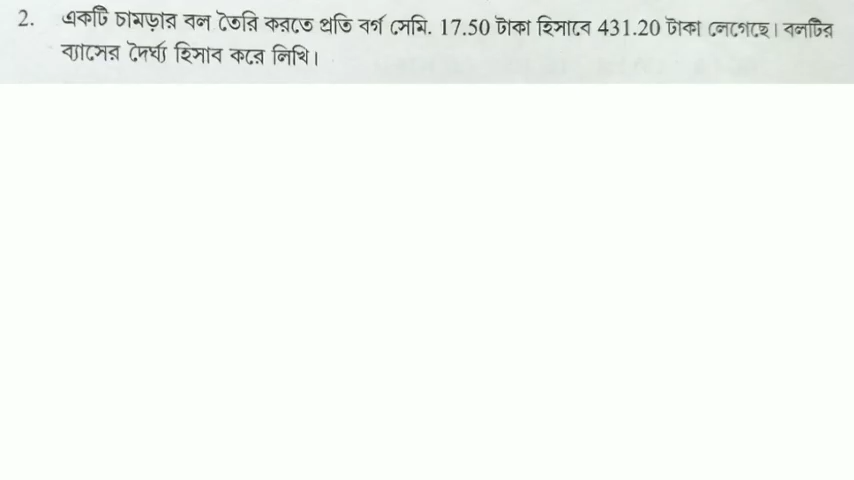 2. একটি চামড়ার বল তৈরি করতে প্রতি বর্গ সেমি. 17.50 টাকা হিসাবে 431.20 টাকা লেগেছে। বলটির
ব্যাসের দৈর্ঘ্য হিসাব করে লিখি।